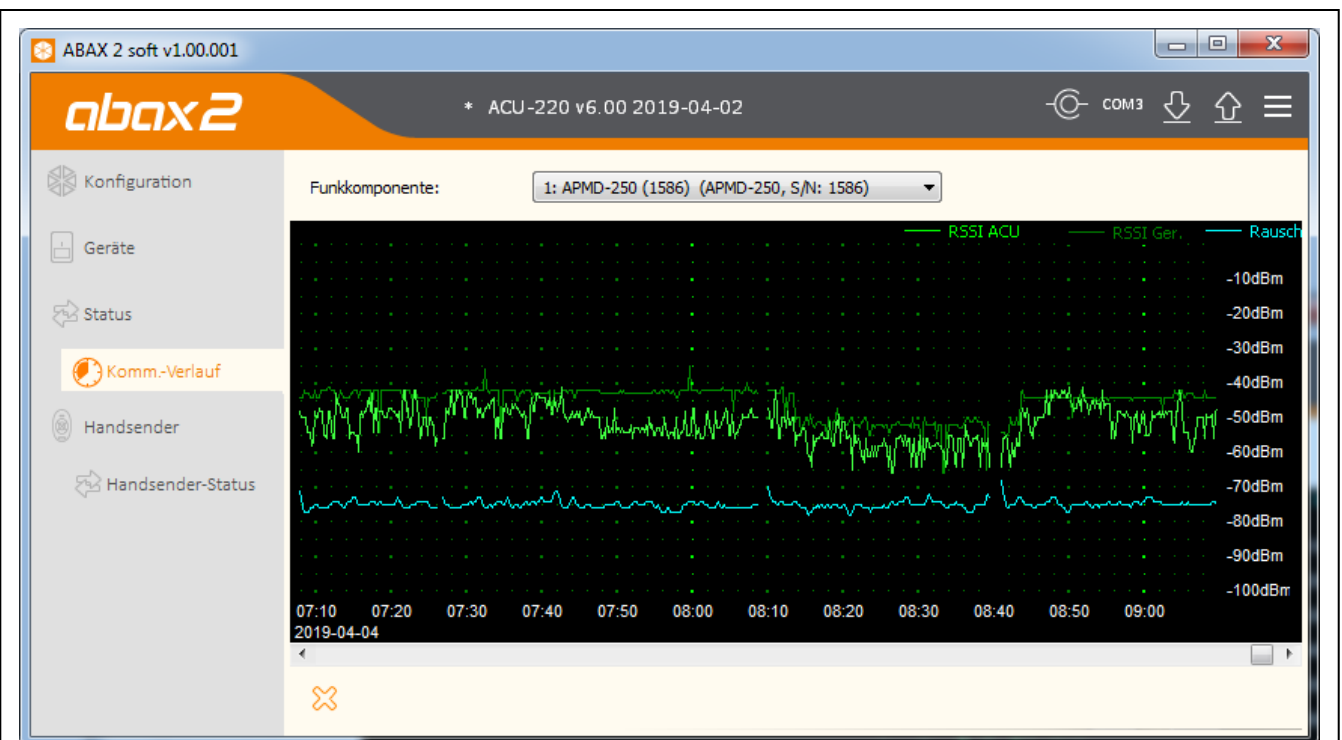 ABAX 2 soft v1.00.001
abax2
* ACU-220 v6.00 2019-04-02
COM3
Konfiguration
Geräte
Status
Komm.-Verlauf
Handsender
Handsender-Status
Funkkomponente: 1: APMD-250 (1586) (APMD-250, S/N: 1586)
RSSI ACU RSSI Ger. Rausch
-10dBm
-20dBm
-30dBm
-40dBm
-50dBm
-60dBm
-70dBm
-80dBm
-90dBm
-100dBm
07:10 07:20 07:30 07:40 07:50 08:00 08:10 08:20 08:30 08:40 08:50 09:00
2019-04-04